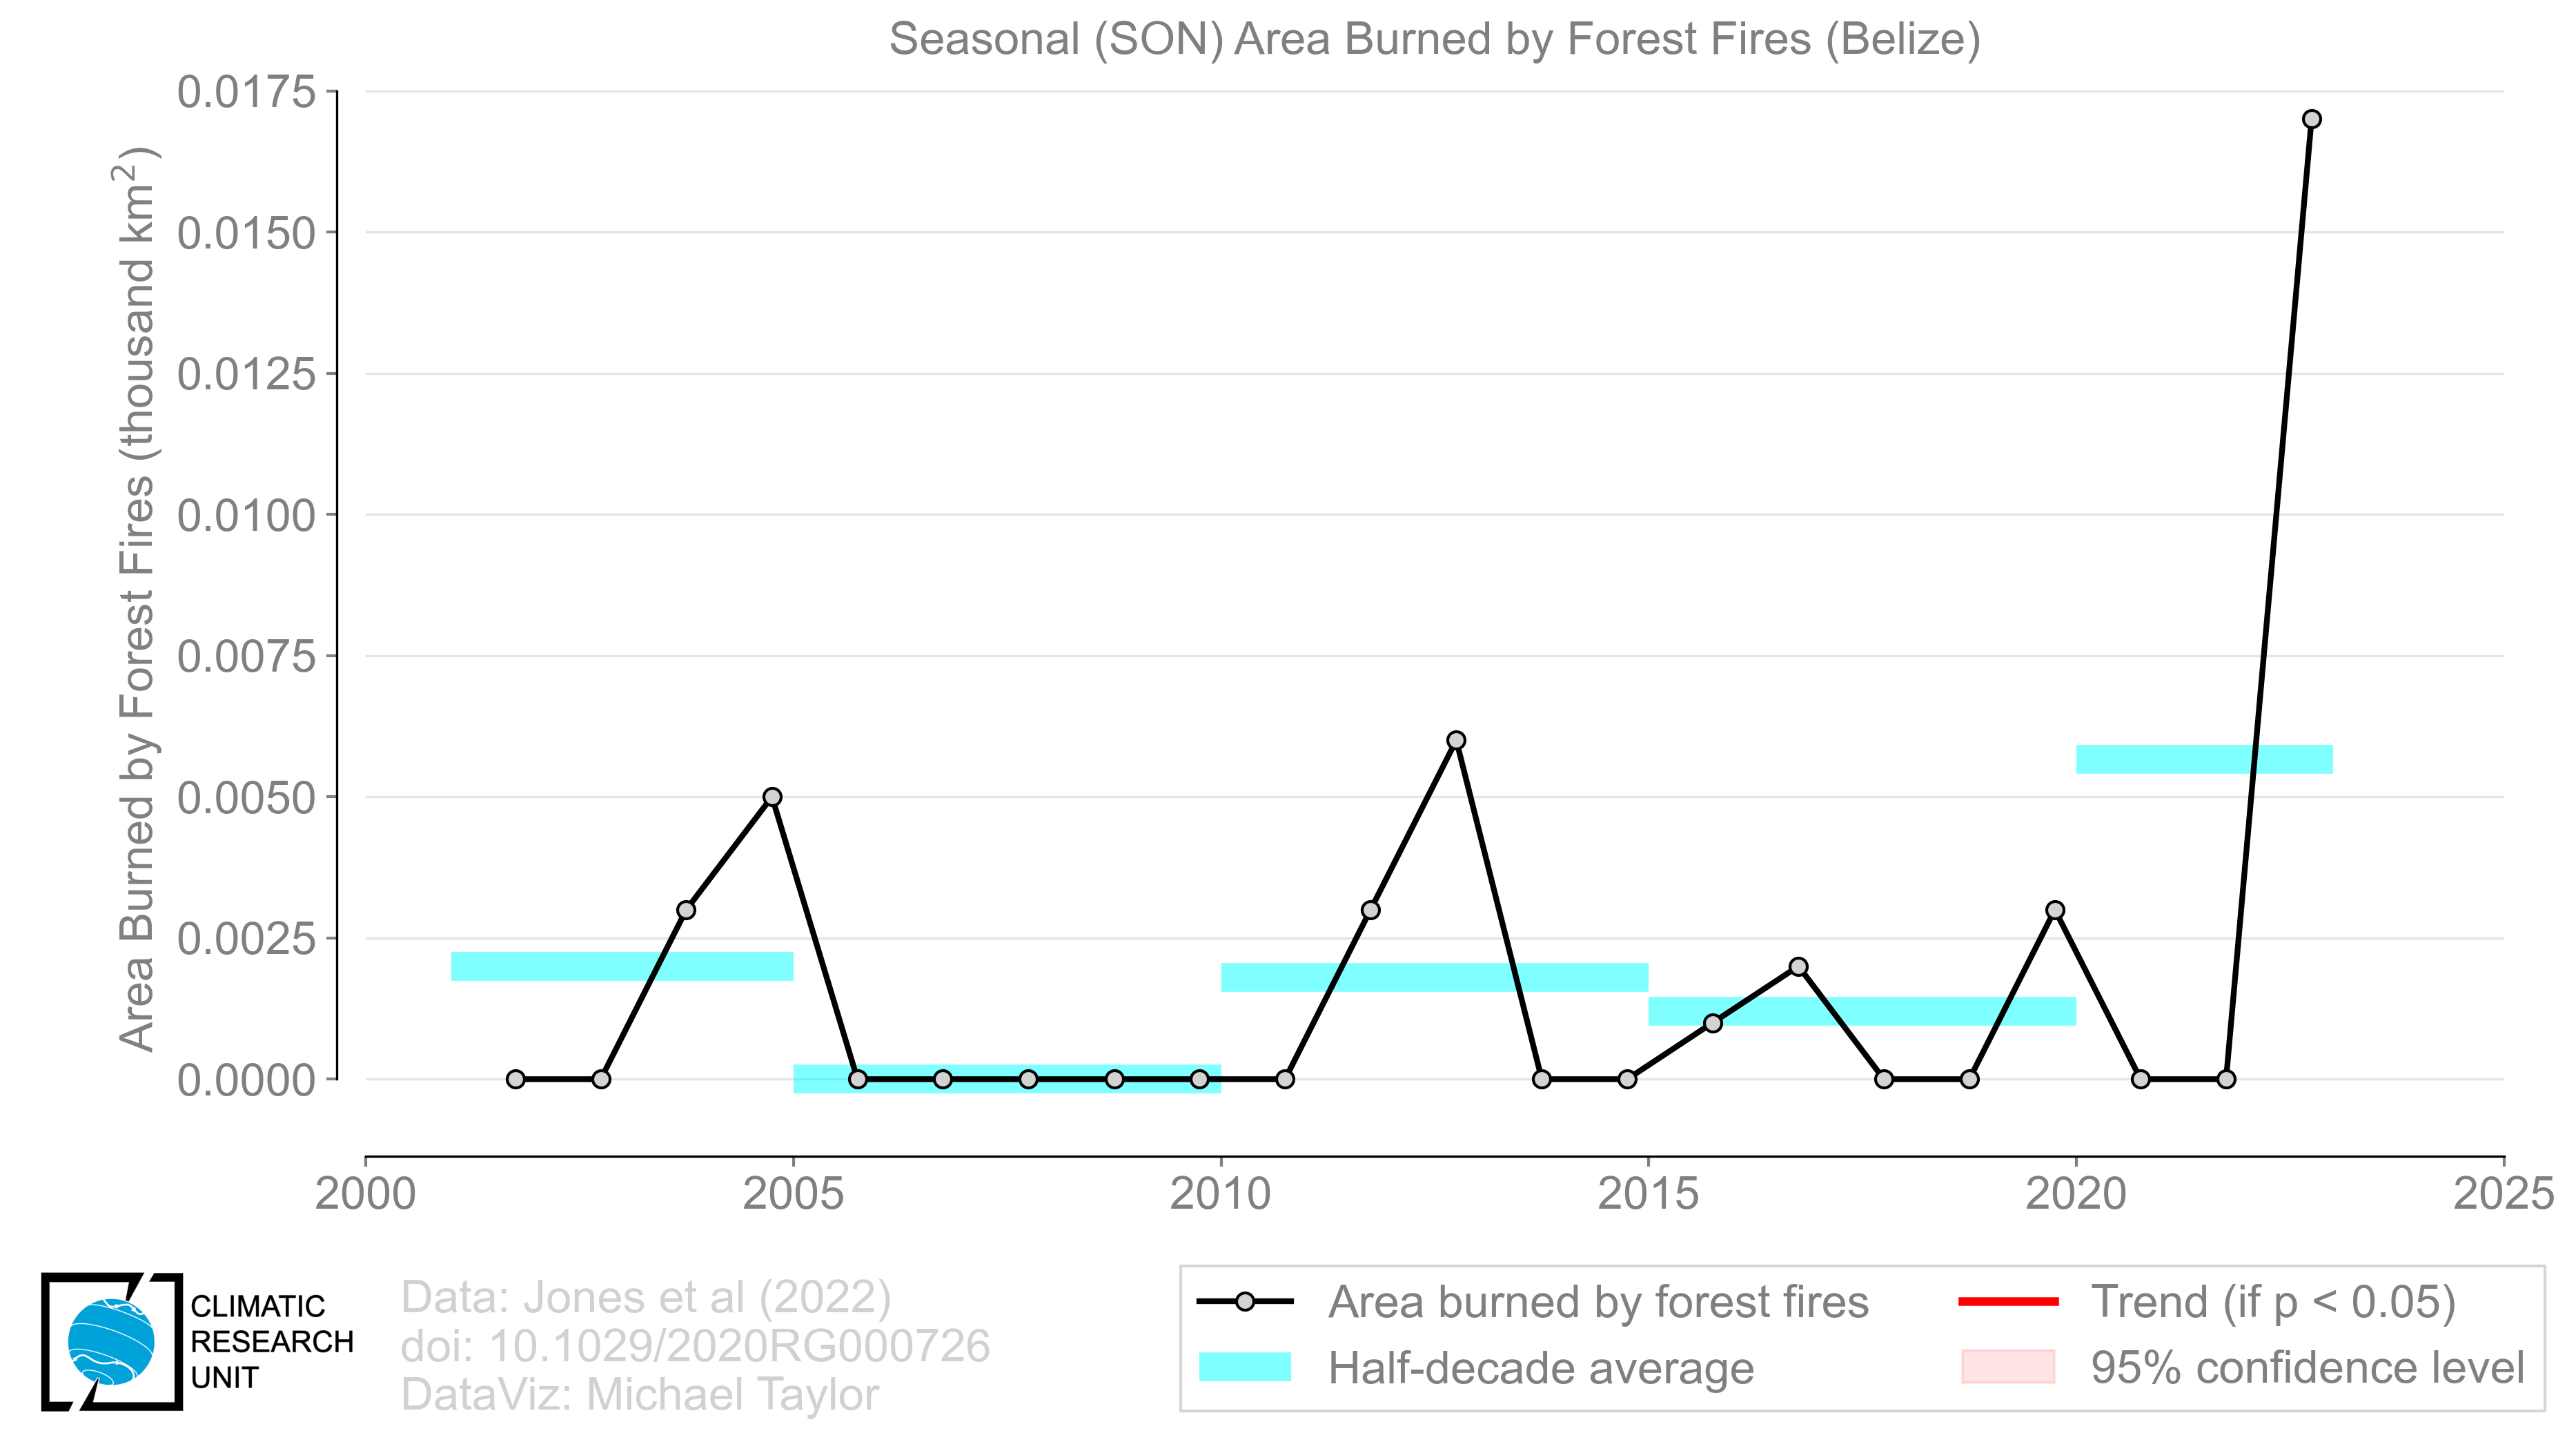 Seasonal (SON) Area Burned by Forest Fires (Belize)
Area Burned by Forest Fires (thousand km²)
0.0175
0.0150
0.0125
0.0100
0.0075
0.0050
0.0025
0.0000
2000 2005 2010 2015 2020 2025
CLIMATIC
RESEARCH
UNIT
Data: Jones et al (2022)
doi: 10.1029/2020RG000726
DataViz: Michael Taylor
Area burned by forest fires
Half-decade average
Trend (if p < 0.05)
95% confidence level